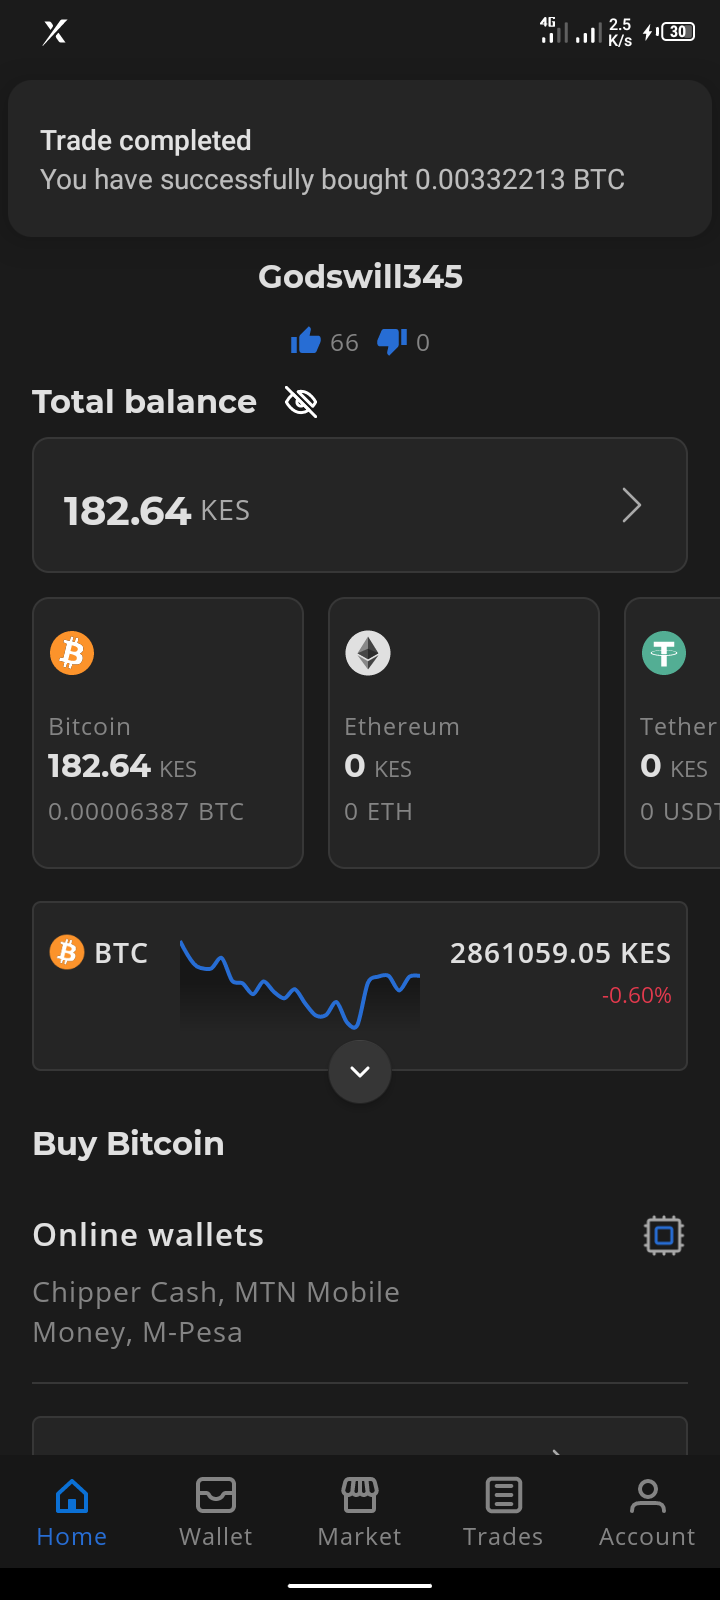 4G
2.5
K/s
30
Trade completed
You have successfully bought 0.00332213 BTC
Godswill345
66 0
Total balance
182.64 KES
Bitcoin
182.64 KES
0.00006387 BTC
Ethereum
0 KES
0 ETH
Tether
0 KES
0 USDT
BTC
2861059.05 KES
-0.60%
Buy Bitcoin
Online wallets
Chipper Cash, MTN Mobile
Money, M-Pesa
Home
Wallet
Market
Trades
Account